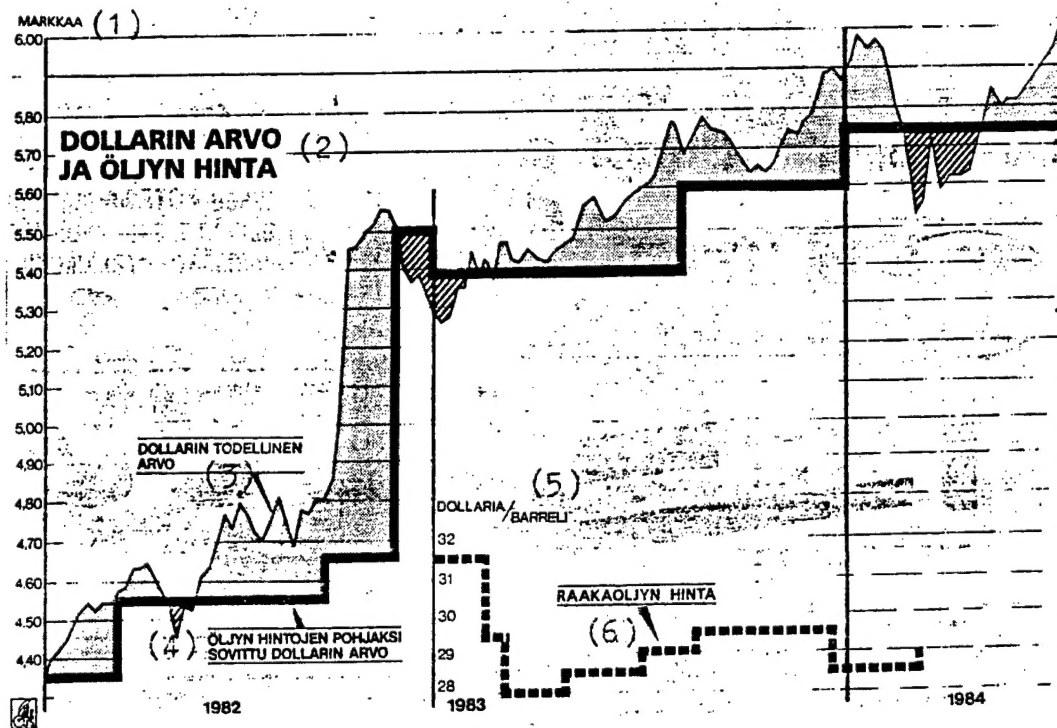 MARKKAA (1)
6.00
5.80
5.70
5.60
5.50
5.40
5.30
5.20
5,10
5.00
4,90
4,80
4,70
4,60
4,50
4,40
DOLLARIN ARVO (2)
JA ÖLJYN HINTA
DOLLARIN TODELLINEN
ARVO (3)
(4) ÖLJYN HINTOJEN POHJAKSI
SOVITTU DOLLARIN ARVO
(5)
DOLLARIA/BARRELI
32
31
30
29
28
RAAKAÖLJYN HINTA
(6)
1982
1983
1984